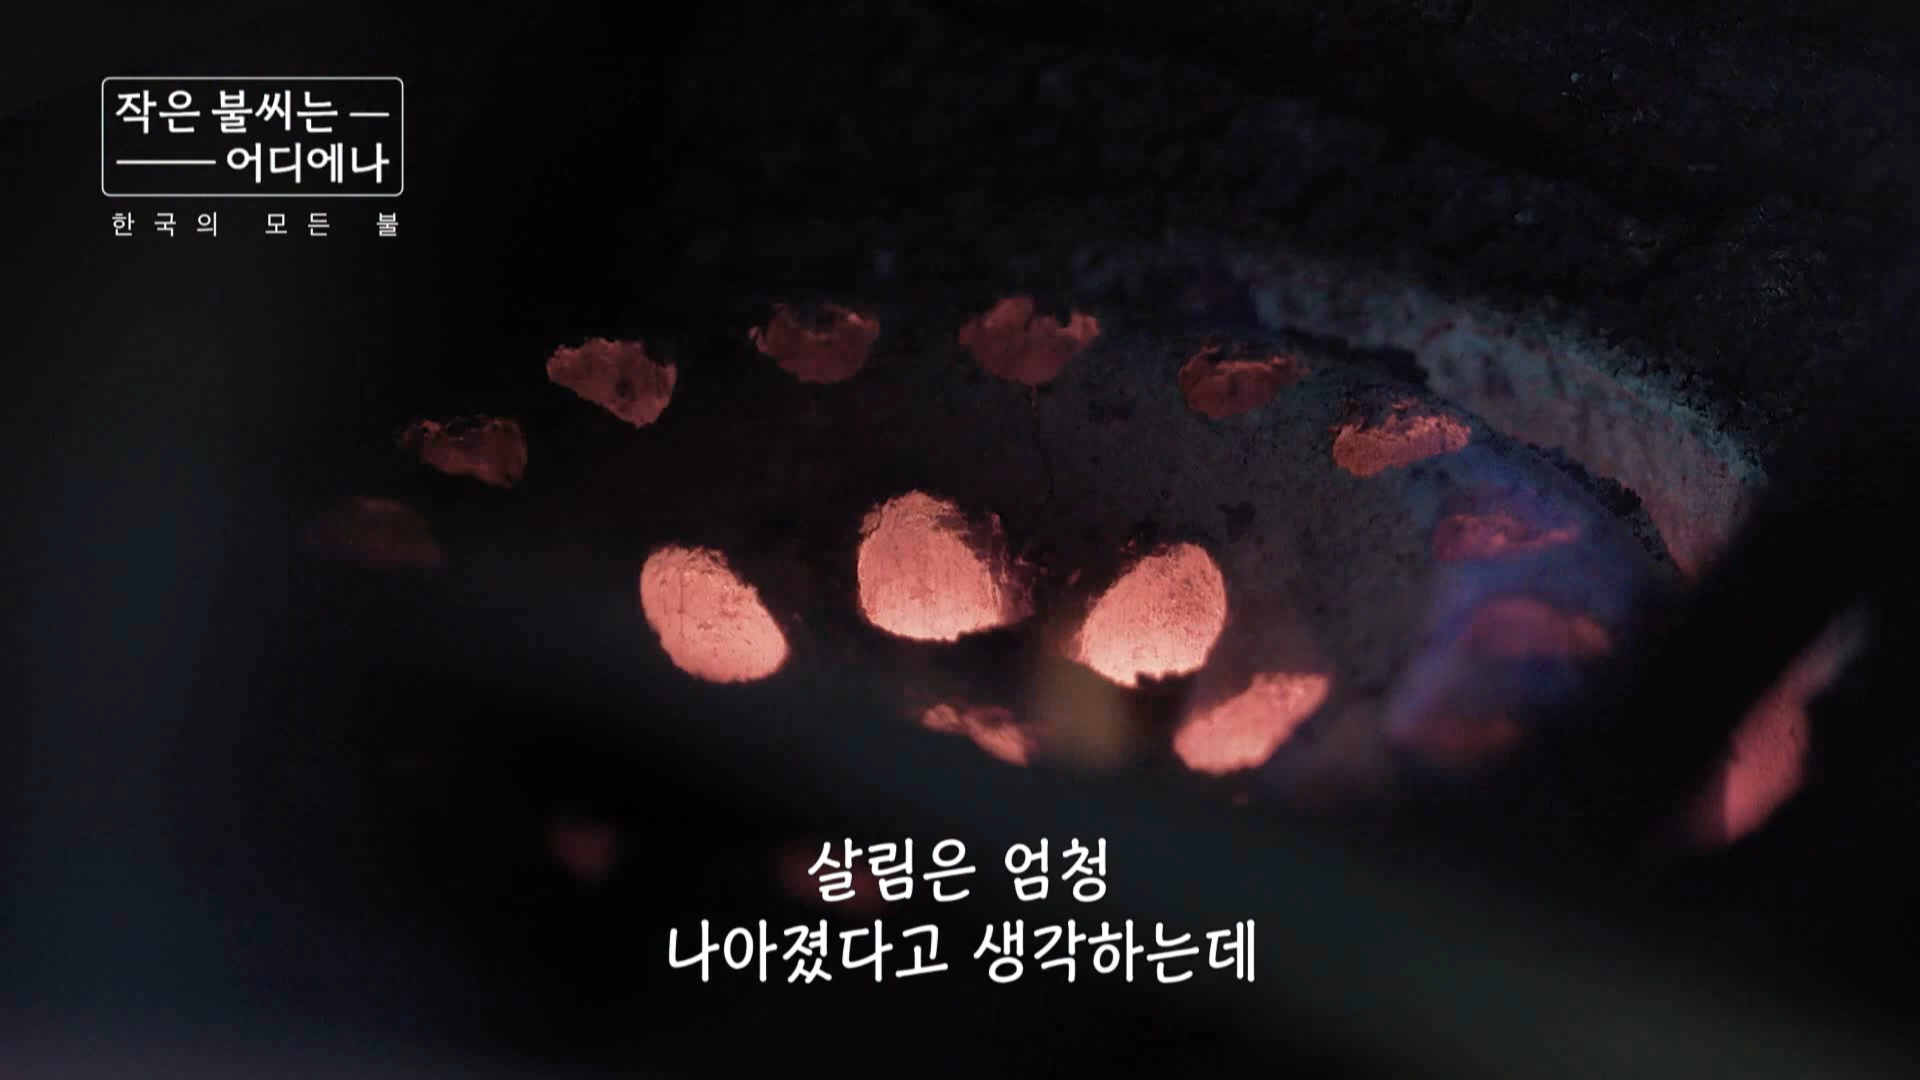 작은 불씨는
어디에나
한국의 모든 불
살림은 엄청
나아졌다고 생각하는데